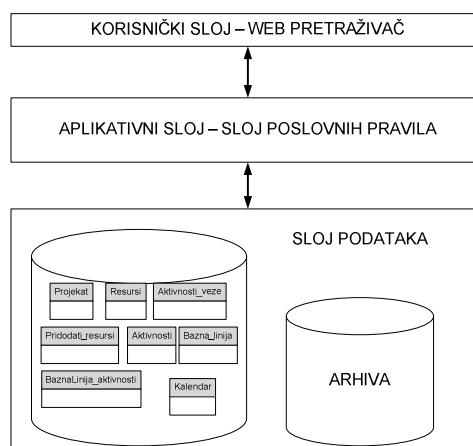 KORISNIČKI SLOJ – WEB PRETRAŽIVAČ
APLIKATIVNI SLOJ – SLOJ POSLOVNIH PRAVILA
SLOJ PODATAKA
Projekat
Resursi
Aktivnosti_veze
Pridodati_resursi
Aktivnosti
Bazna_linija
BaznaLinija_aktivnosti
Kalendar
ARHIVA